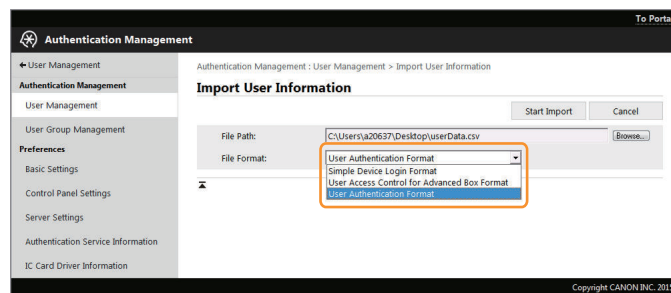 To Porta
Authentication Management
User Management
Authentication Management
User Management
User Group Management
Preferences
Basic Settings
Control Panel Settings
Server Settings
Authentication Service Information
IC Card Driver Information
Authentication Management : User Management > Import User Information
Import User Information
Start Import Cancel
File Path: C:\Users\a20637\Desktop\userData.csv Browse...
File Format: User Authentication Format
Simple Device Login Format
User Access Control for Advanced Box Format
User Authentication Format
Copyright CANON INC. 201